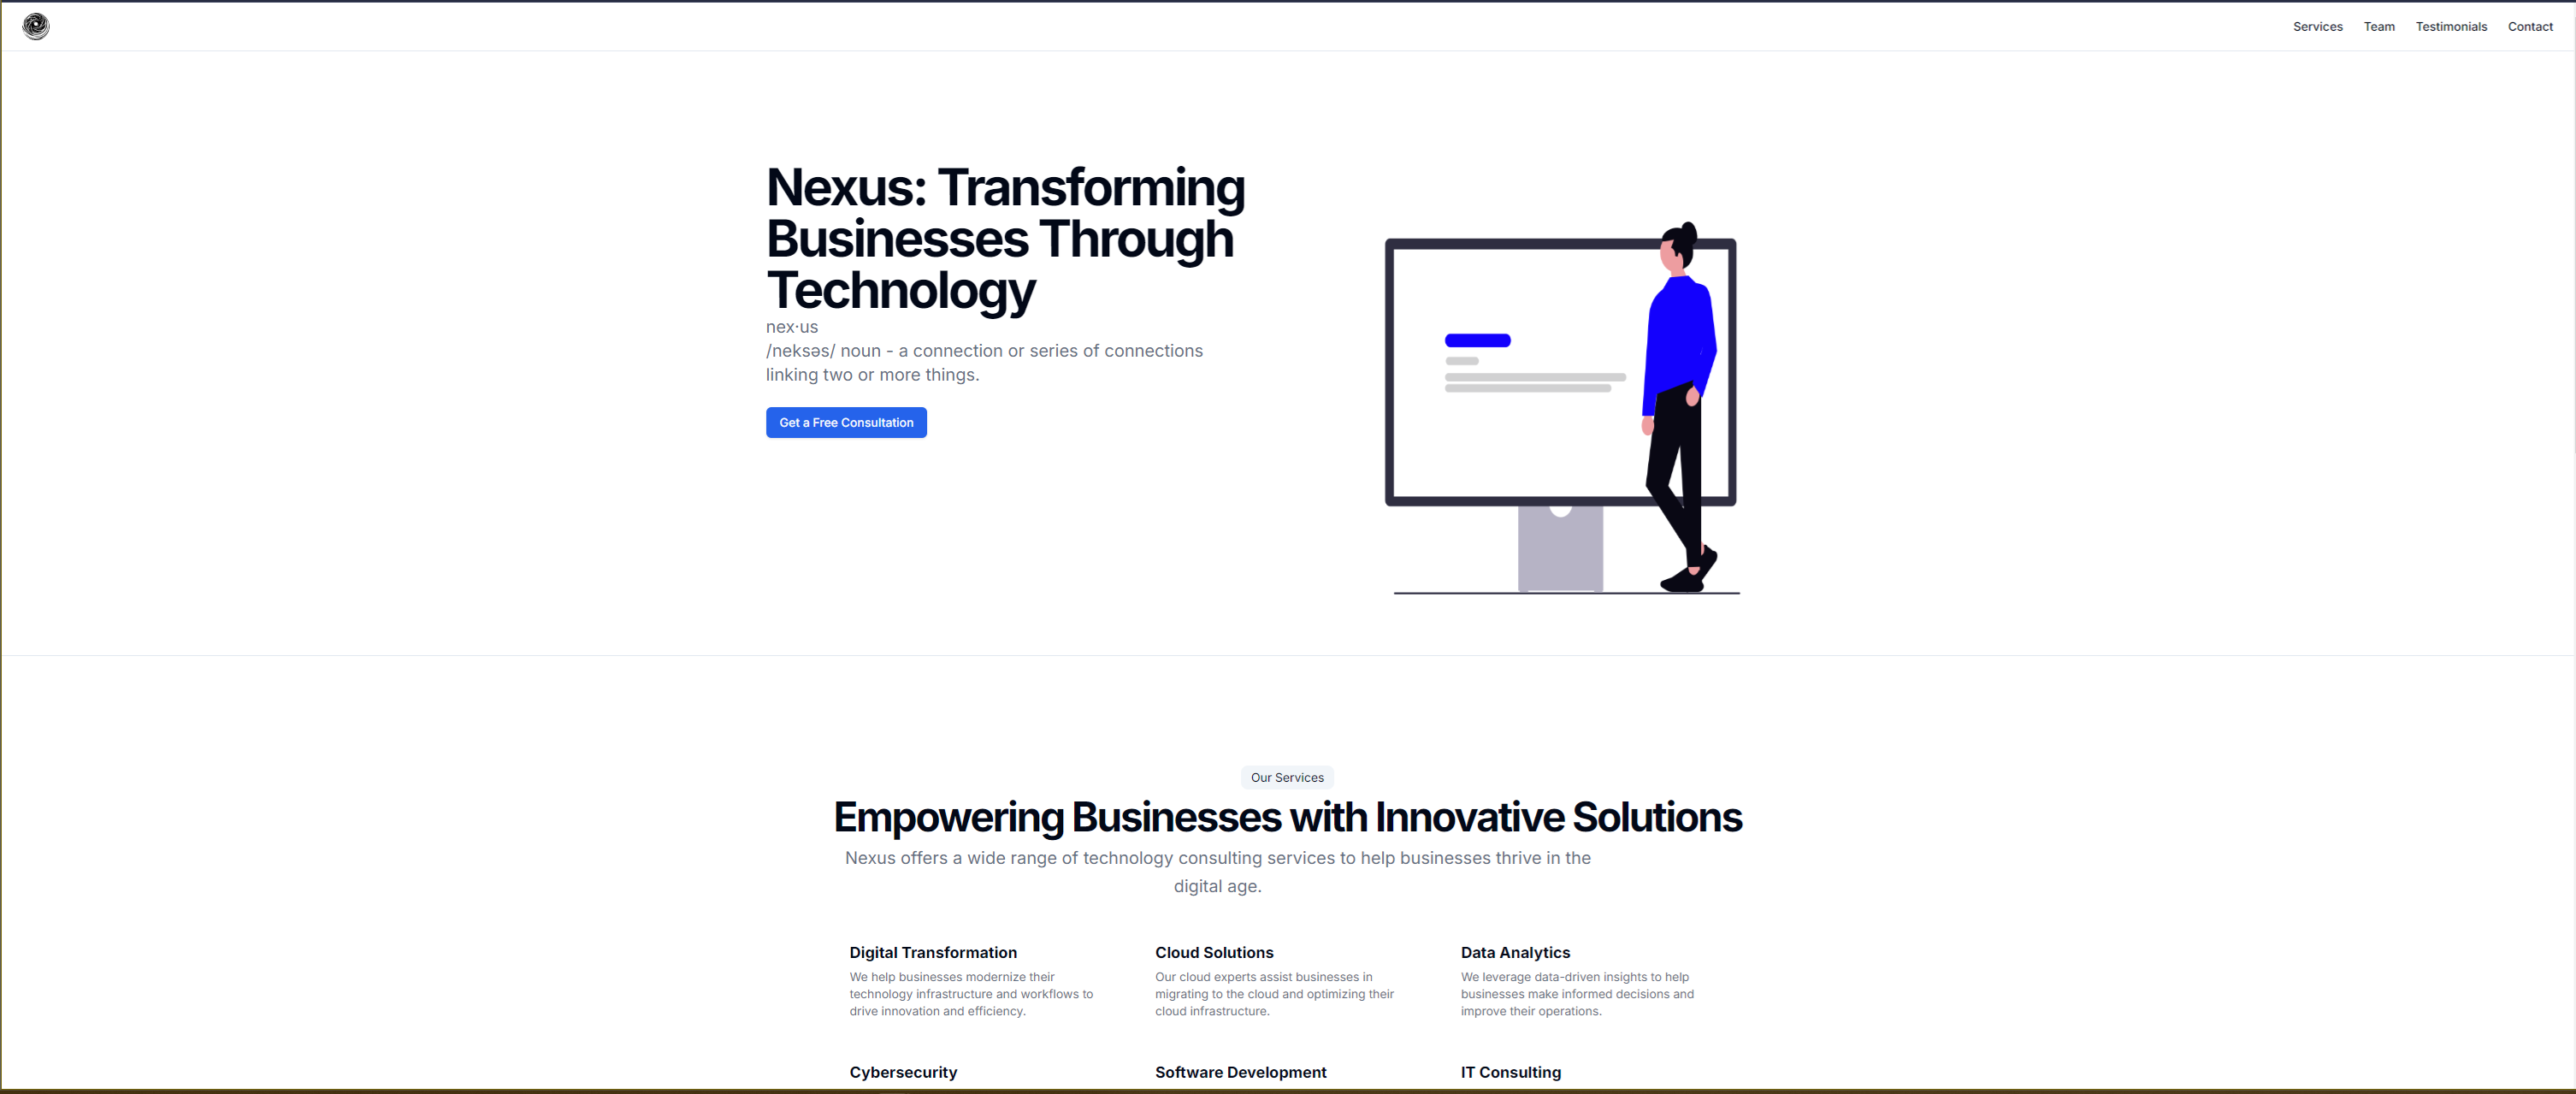 Services Team Testimonials Contact
Nexus: Transforming
Businesses Through
Technology
nex·us
/neksəs/ noun - a connection or series of connections
linking two or more things.
Get a Free Consultation
Our Services
Empowering Businesses with Innovative Solutions
Nexus offers a wide range of technology consulting services to help businesses thrive in the
digital age.
Digital Transformation
We help businesses modernize their
technology infrastructure and workflows to
drive innovation and efficiency.
Cloud Solutions
Our cloud experts assist businesses in
migrating to the cloud and optimizing their
cloud infrastructure.
Data Analytics
We leverage data-driven insights to help
businesses make informed decisions and
improve their operations.
Cybersecurity
Software Development
IT Consulting